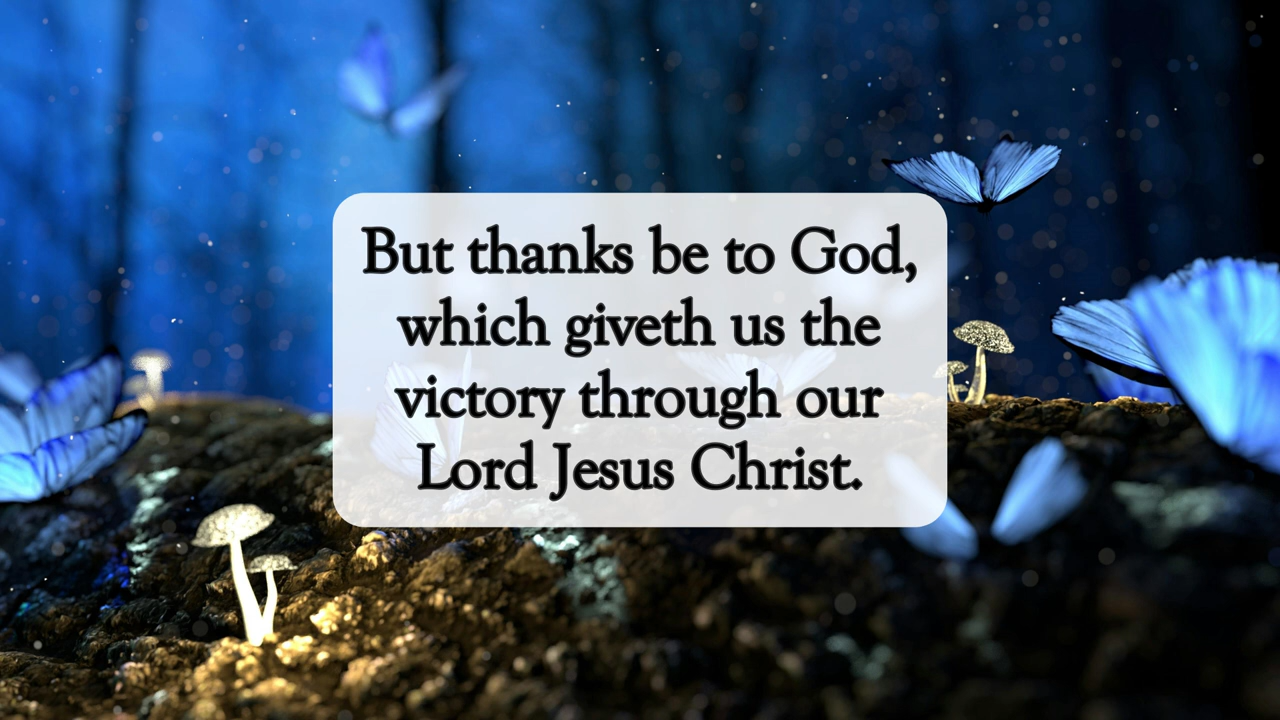 But thanks be to God,
which giveth us the
victory through our
Lord Jesus Christ.